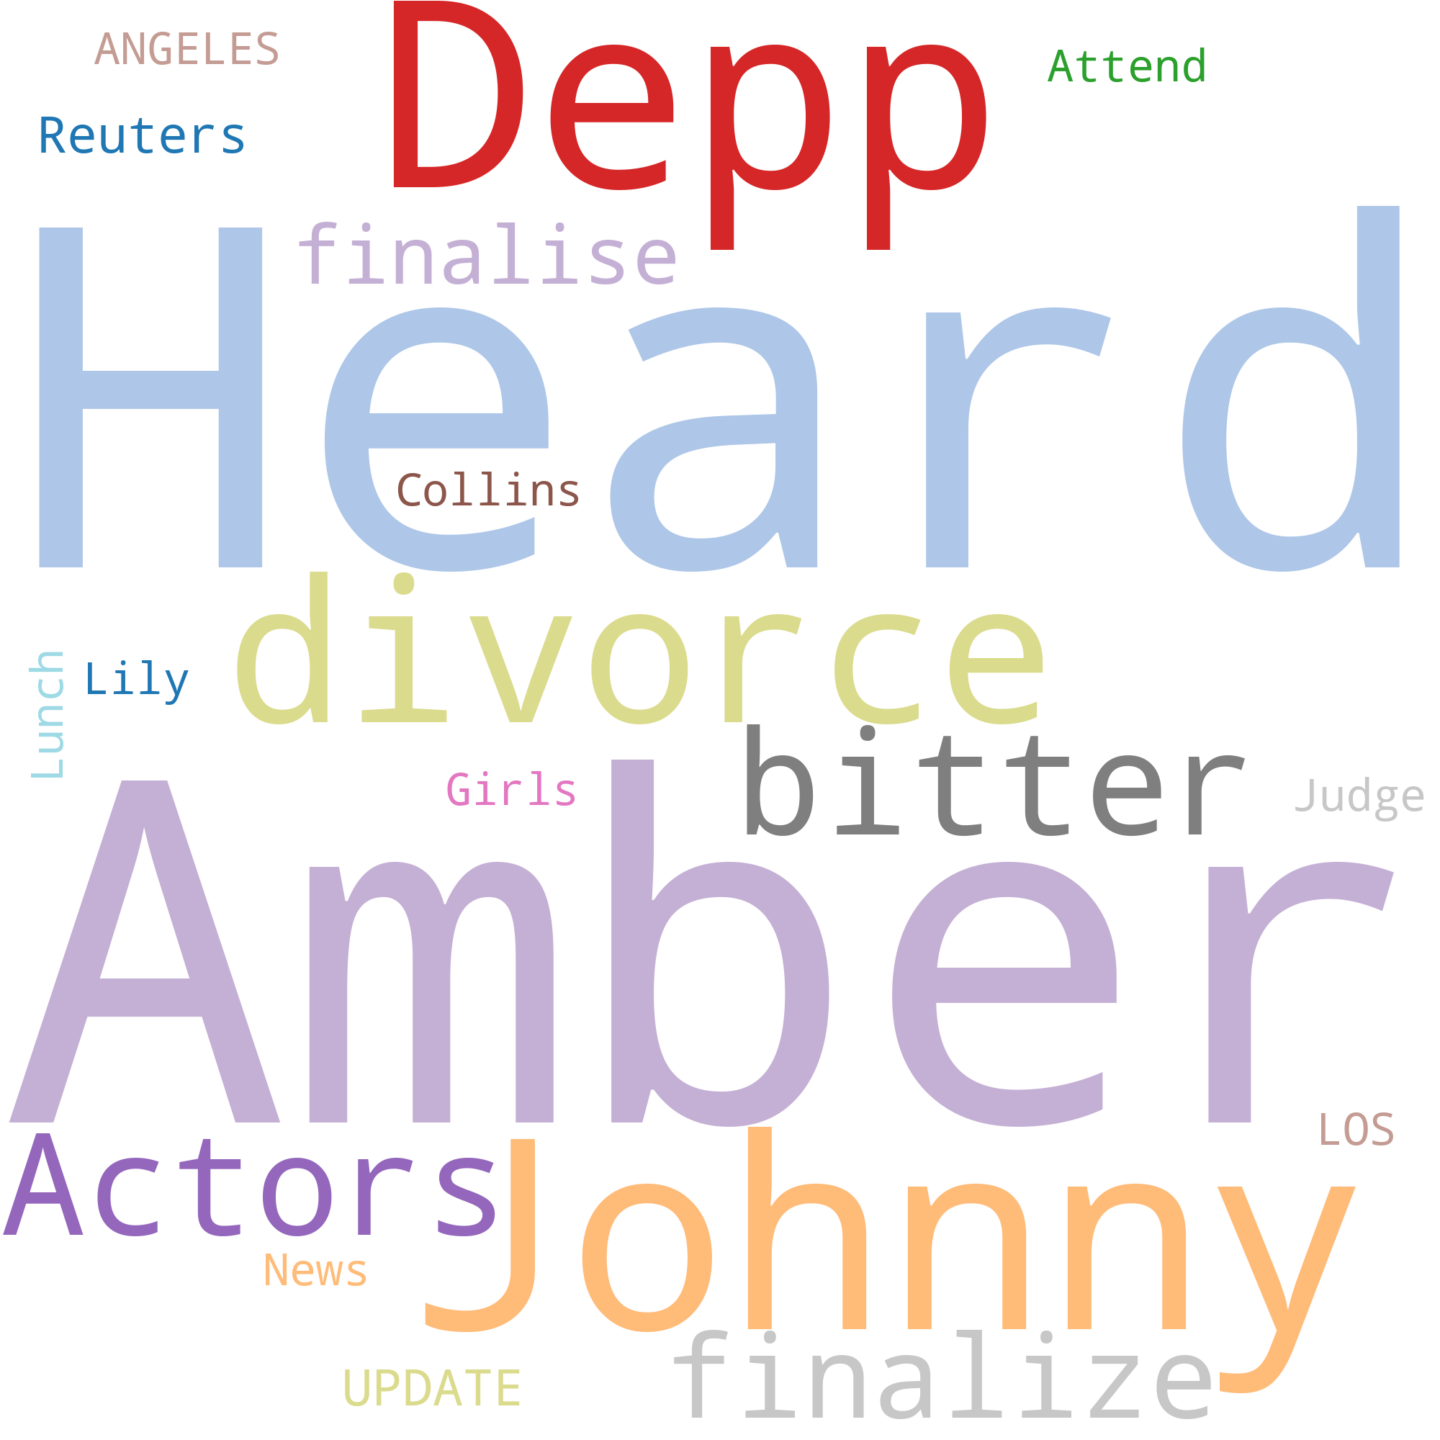 Depp
ANGELES
Attend
Reuters
finalise
Heard
Collins
divorce
Lily
Lunch
bitter
Girls
Judge
Amber
LOS
Actors
Johnny
News
finalize
UPDATE